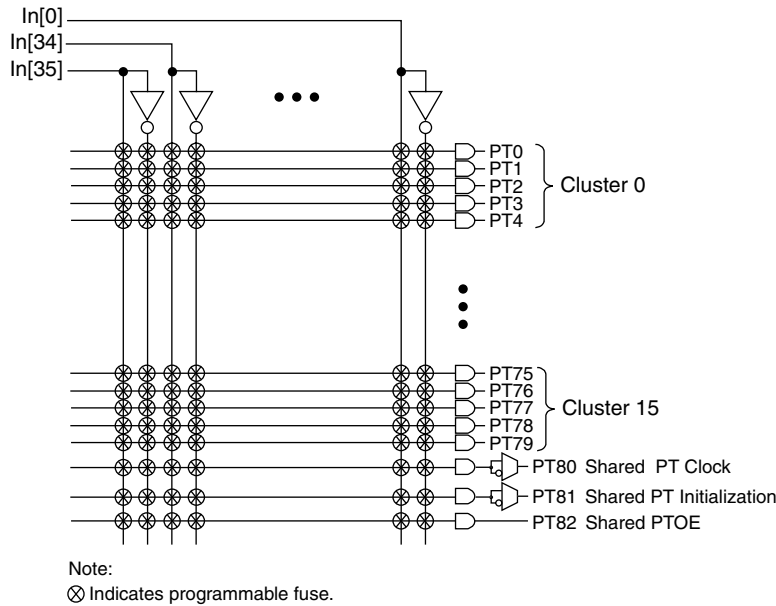 In[0]
In[34]
In[35]
PT0
PT1
PT2
PT3
PT4
Cluster 0
PT75
PT76
PT77
PT78
PT79
Cluster 15
PT80 Shared PT Clock
PT81 Shared PT Initialization
PT82 Shared PTOE
Note:
Indicates programmable fuse.